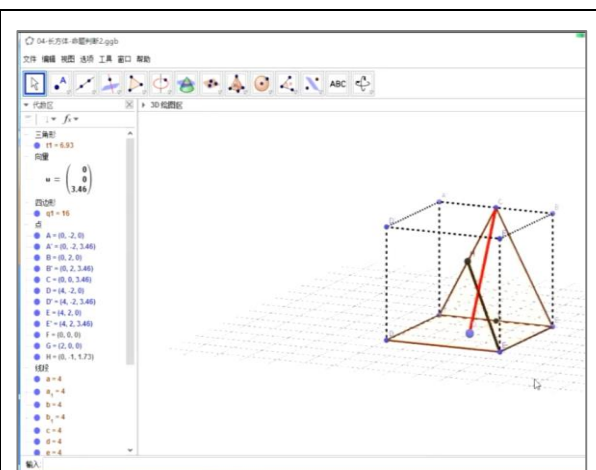 04-长方体-命题判断2.ggb
文件 编辑 视图 选项 工具 窗口 帮助
ABC
代数区
3D 绘图区
三角形
t1 = 6.93
向量
u = ( 0 0 3.46 )
四边形
q1 = 16
点
A = (0, -2, 0)
A' = (0, -2, 3.46)
B = (0, 2, 0)
B' = (0, 2, 3.46)
C = (0, 0, 3.46)
D = (4, -2, 0)
D' = (4, -2, 3.46)
E = (4, 2, 0)
E' = (4, 2, 3.46)
F = (0, 0, 0)
G = (2, 0, 0)
H = (0, -1, 1.73)
线段
a = 4
a₁ = 4
b = 4
b₁ = 4
c = 4
d = 4
e = 4
输入: